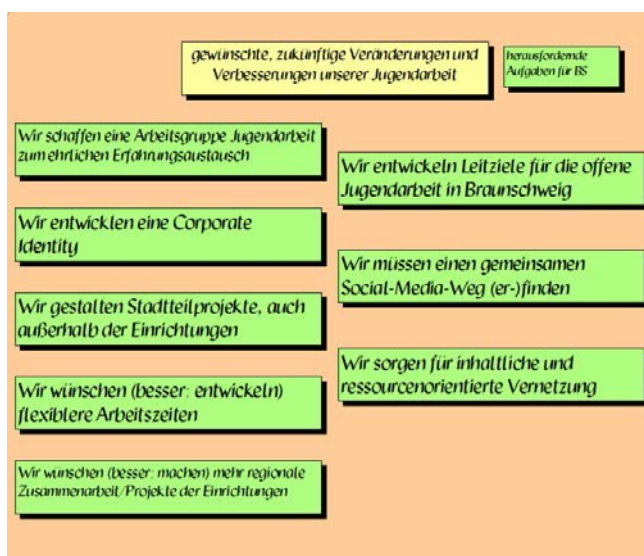 gewünschte, zukünftige Veränderungen und
Verbesserungen unserer Jugendarbeit
herausfordernde
Aufgaben für BS
Wir schaffen eine Arbeitsgruppe Jugendarbeit
zum ehrlichen Erfahrungsaustausch
Wir entwicklen eine Corporate
Identity
Wir gestalten Stadtteilprojekte, auch
außerhalb der Einrichtungen
Wir wünschen (besser: entwickeln)
flexiblere Arbeitszeiten
Wir wünschen (besser: machen) mehr regionale
Zusammenarbeit/Projekte der Einrichtungen
Wir entwickeln Leitziele für die offene
Jugendarbeit in Braunschweig
Wir müssen einen gemeinsamen
Social-Media-Weg (er-)finden
Wir sorgen für inhaltliche und
ressourcenorientierte Vernetzung